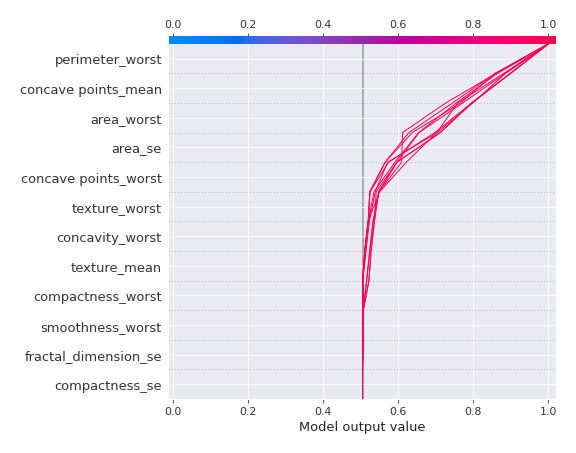 0.0 0.2 0.4 0.6 0.8 1.0
perimeter_worst
concave points_mean
area_worst
area_se
concave points_worst
texture_worst
concavity_worst
texture_mean
compactness_worst
smoothness_worst
fractal_dimension_se
compactness_se
0.0 0.2 0.4 0.6 0.8 1.0
Model output value